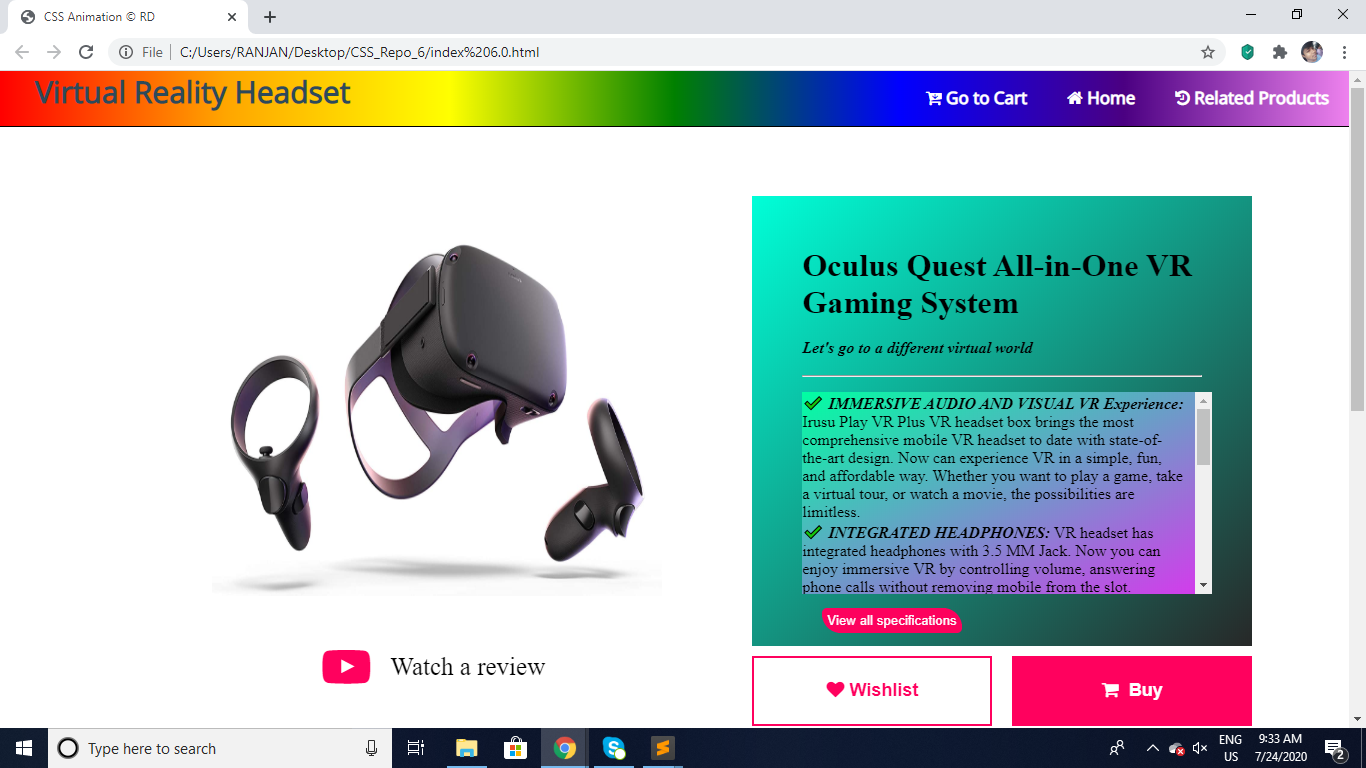 CSS Animation © RD
File
C:/Users/RANJAN/Desktop/CSS_Repo_6/index%206.0.html
Virtual Reality Headset
Go to Cart
Home
Related Products
Oculus Quest All-in-One VR
Gaming System
Let's go to a different virtual world
IMMERSIVE AUDIO AND VISUAL VR Experience:
Irusu Play VR Plus VR headset box brings the most
comprehensive mobile VR headset to date with state-of-
the-art design. Now can experience VR in a simple, fun,
and affordable way. Whether you want to play a game, take
a virtual tour, or watch a movie, the possibilities are
limitless.
INTEGRATED HEADPHONES: VR headset has
integrated headphones with 3.5 MM Jack. Now you can
enjoy immersive VR by controlling volume, answering
phone calls without removing mobile from the slot.
View all specifications
Watch a review
Wishlist
Buy
Type here to search
ENG
US
9:33 AM
7/24/2020
2